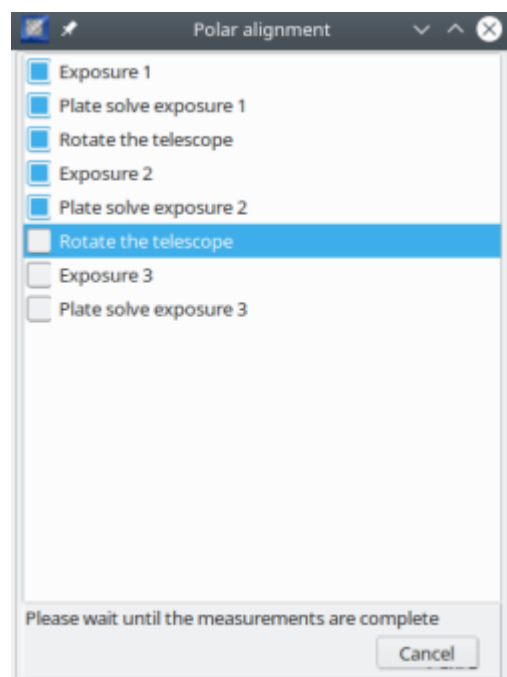 Polar alignment
Exposure 1
Plate solve exposure 1
Rotate the telescope
Exposure 2
Plate solve exposure 2
Rotate the telescope
Exposure 3
Plate solve exposure 3
Please wait until the measurements are complete
Cancel